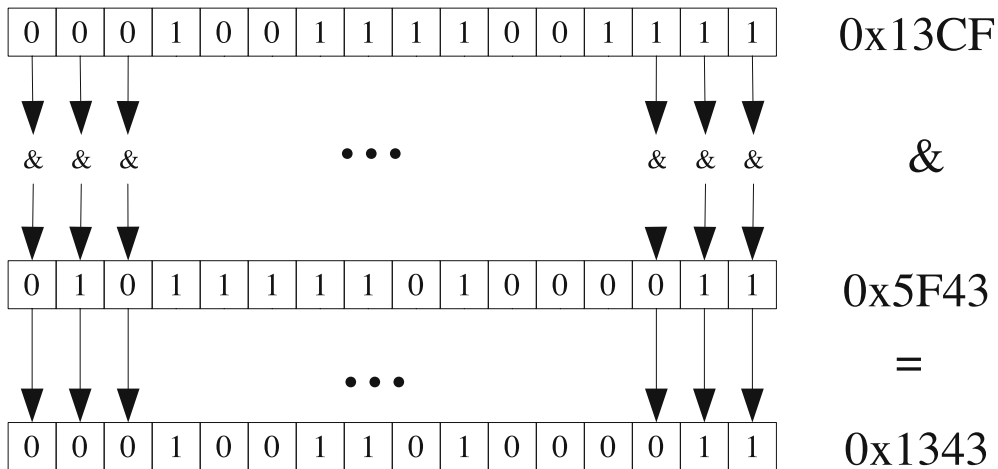 0 0 0 1 0 0 1 1 1 1 0 0 1 1 1 1 0x13CF
& & & ... & & & &
0 1 0 1 1 1 1 1 0 1 0 0 0 0 1 1 0x5F43
... =
0 0 0 1 0 0 1 1 0 1 0 0 0 0 1 1 0x1343